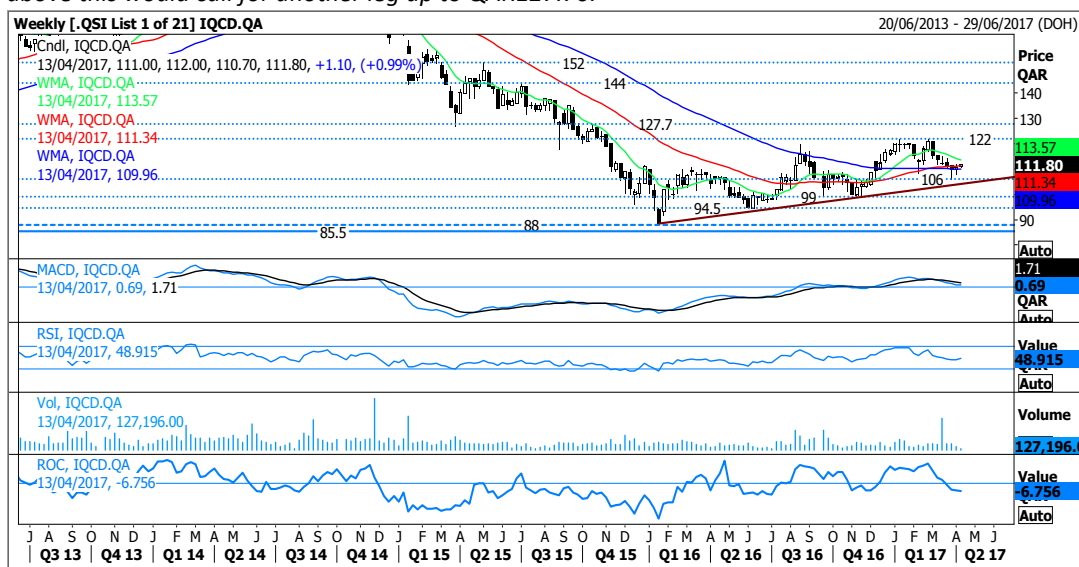 Weekly [.QSI List 1 of 21] IQCD.QA 20/06/2013 - 29/06/2017 (DOH)
Cndl, IQCD.QA
13/04/2017, 111.00, 112.00, 110.70, 111.80, +1.10, (+0.99%)
WMA, IQCD.QA
13/04/2017, 113.57
WMA, IQCD.QA
13/04/2017, 111.34
WMA, IQCD.QA
13/04/2017, 109.96
152
144
127.7
122
106
99
94.5
88
85.5
Price
QAR
140
130
113.57
111.80
111.34
109.96
90
Auto
MACD, IQCD.QA
13/04/2017, 0.69, 1.71
1.71
0.69
QAR
Auto
RSI, IQCD.QA
13/04/2017, 48.915
Value
48.915
Auto
Vol, IQCD.QA
13/04/2017, 127,196.00
Volume
127,196.
ROC, IQCD.QA
13/04/2017, -6.756
Value
-6.756
Auto
J A S O N D J F M A M J J A S O N D J F M A M J J A S O N D J F M A M J J A S O N D J F M A M J
Q3 13 Q4 13 Q1 14 Q2 14 Q3 14 Q4 14 Q1 15 Q2 15 Q3 15 Q4 15 Q1 16 Q2 16 Q3 16 Q4 16 Q1 17 Q2 17